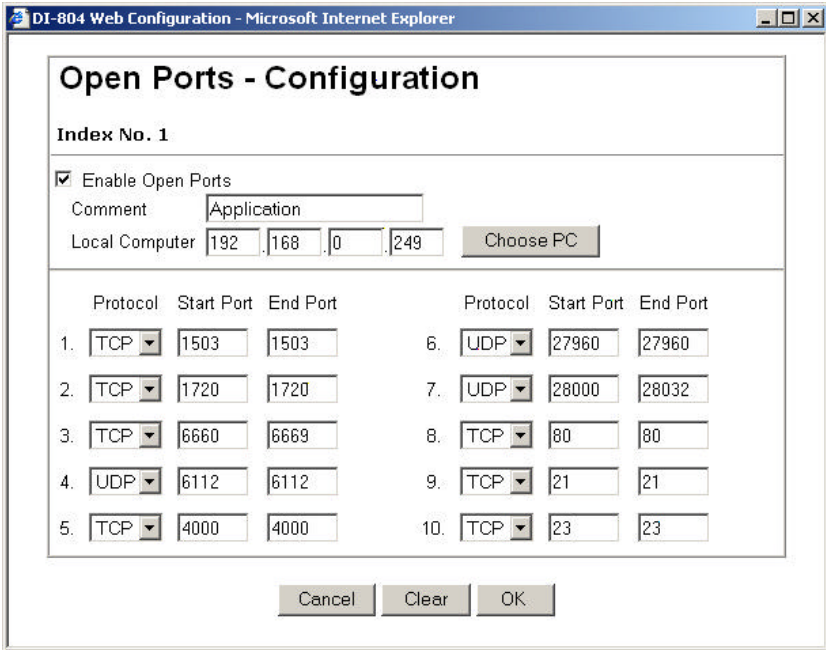 DI-804 Web Configuration - Microsoft Internet Explorer
Open Ports - Configuration
Index No. 1
Enable Open Ports
Comment Application
Local Computer 192 . 168 . 0 . 249 Choose PC
Protocol Start Port End Port Protocol Start Port End Port
1. TCP 1503 1503 6. UDP 27960 27960
2. TCP 1720 1720 7. UDP 28000 28032
3. TCP 6660 6669 8. TCP 80 80
4. UDP 6112 6112 9. TCP 21 21
5. TCP 4000 4000 10. TCP 23 23
Cancel Clear OK